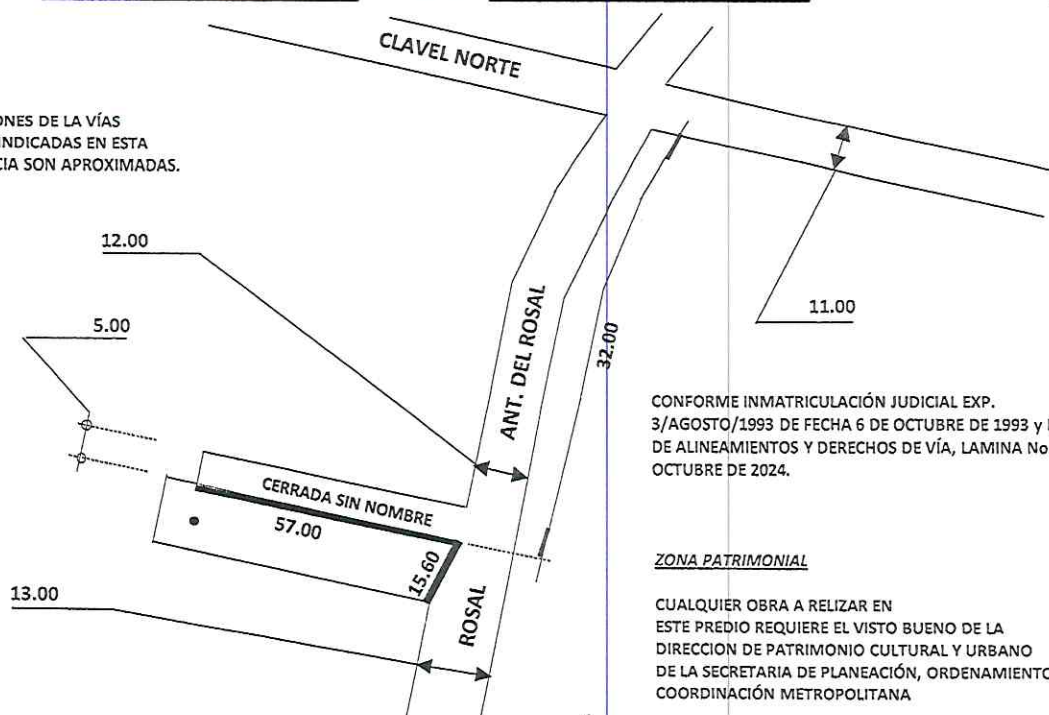 CLAVEL NORTE
ONES DE LA VÍAS
INDICADAS EN ESTA
CIA SON APROXIMADAS.
12.00
5.00
11.00
ANT. DEL ROSAL
32.00
CONFORME INMATRICULACIÓN JUDICIAL EXP.
3/AGOSTO/1993 DE FECHA 6 DE OCTUBRE DE 1993 y
DE ALINEAMIENTOS Y DERECHOS DE VÍA, LAMINA No
OCTUBRE DE 2024.
CERRADA SIN NOMBRE
57.00
15.60
ROSAL
13.00
ZONA PATRIMONIAL
CUALQUIER OBRA A RELIZAR EN
ESTE PREDIO REQUIERE EL VISTO BUENO DE LA
DIRECCION DE PATRIMONIO CULTURAL Y URBANO
DE LA SECRETARIA DE PLANEACIÓN, ORDENAMIENTO
COORDINACIÓN METROPOLITANA